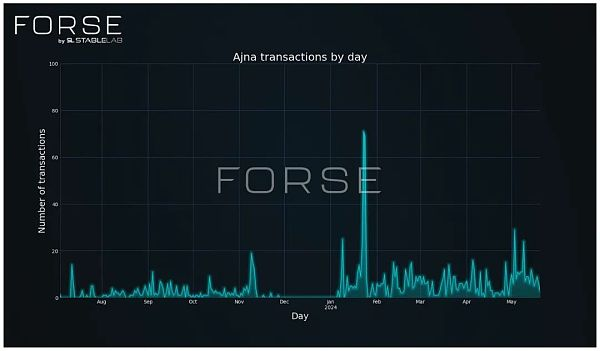 FORSE
by SL STABLELAB
Ajna transactions by day
100
80
60
40
20
0
Number of transactions
FORSE
Aug Sep Oct Nov Dec Jan Feb Mar Apr May
2024
Day